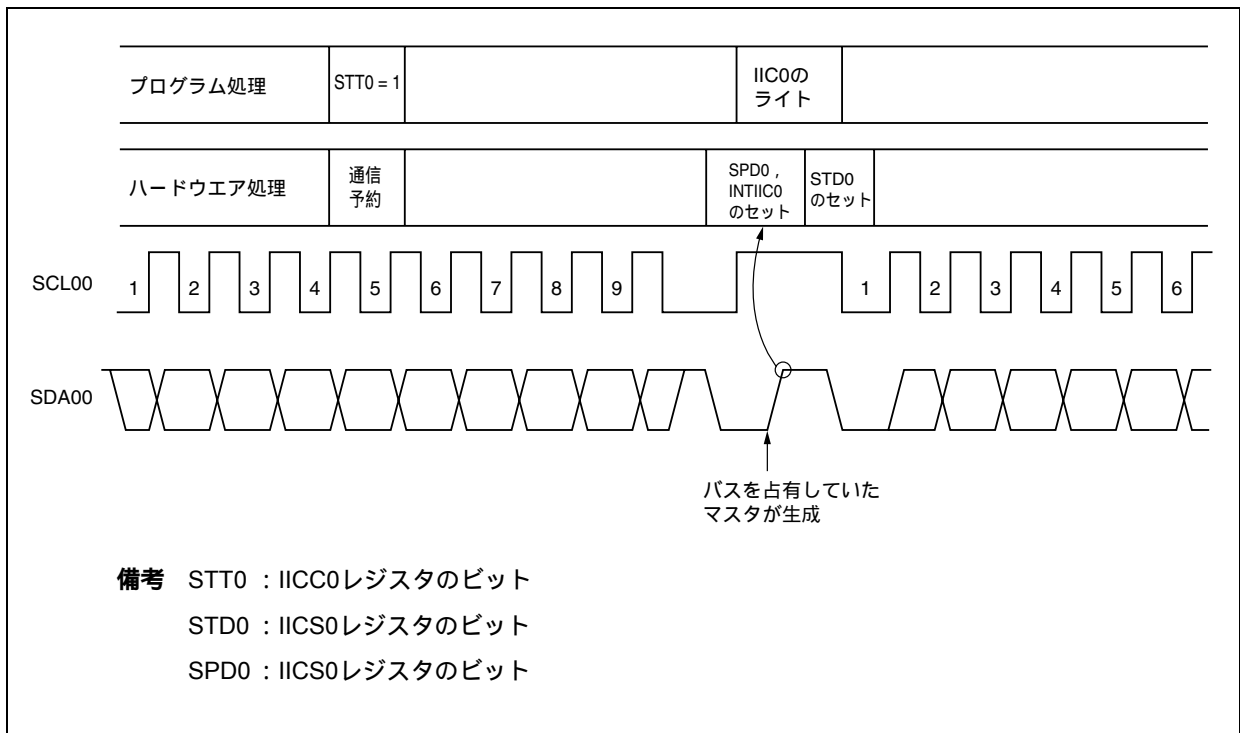 プログラム処理
STT0 = 1
IIC0の
ライト
ハードウエア処理
通信
予約
SPD0 ,
INTIIC0
のセット
STD0
のセット
SCL00
1 2 3 4 5 6 7 8 9 1 2 3 4 5 6
SDA00
バスを占有していた
マスタが生成
備考 STT0 : IICC0レジスタのビット
STD0 : IICS0レジスタのビット
SPD0 : IICS0レジスタのビット